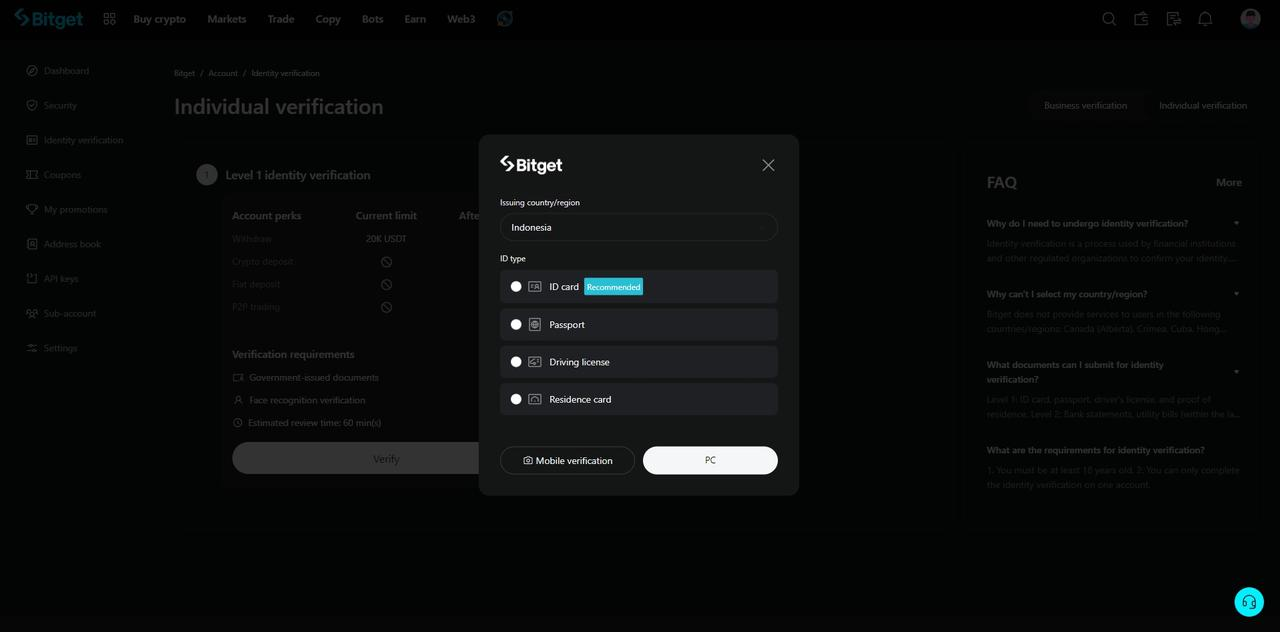 Bitget
Buy crypto
Markets
Trade
Copy
Bots
Earn
Web3
Dashboard
Security
Identity verification
Coupons
My promotions
Address book
API keys
Sub-account
Settings
Bitget / Account / Identity verification
Individual verification
Business verification
Individual verification
1
Level 1 identity verification
Account perks
Current limit
Afte
Withdraw
20K USDT
Crypto deposit
Fiat deposit
P2P trading
Verification requirements
Government-issued documents
Face recognition verification
Estimated review time: 60 min(s)
Verify
Bitget
Issuing country/region
Indonesia
ID type
ID card
Recommended
Passport
Driving license
Residence card
Mobile verification
PC
FAQ
More
Why do I need to undergo identity verification?
Identity verification is a process used by financial institutions
and other regulated organizations to confirm your identity....
Why can't I select my country/region?
Bitget does not provide services to users in the following
countries/regions: Canada (Alberta), Crimea, Cuba, Hong...
What documents can I submit for identity
verification?
Level 1: ID card, passport, driver's license, and proof of
residence. Level 2: Bank statements, utility bills (within the la...
What are the requirements for identity verification?
1. You must be at least 18 years old. 2. You can only complete
the identity verification on one account.